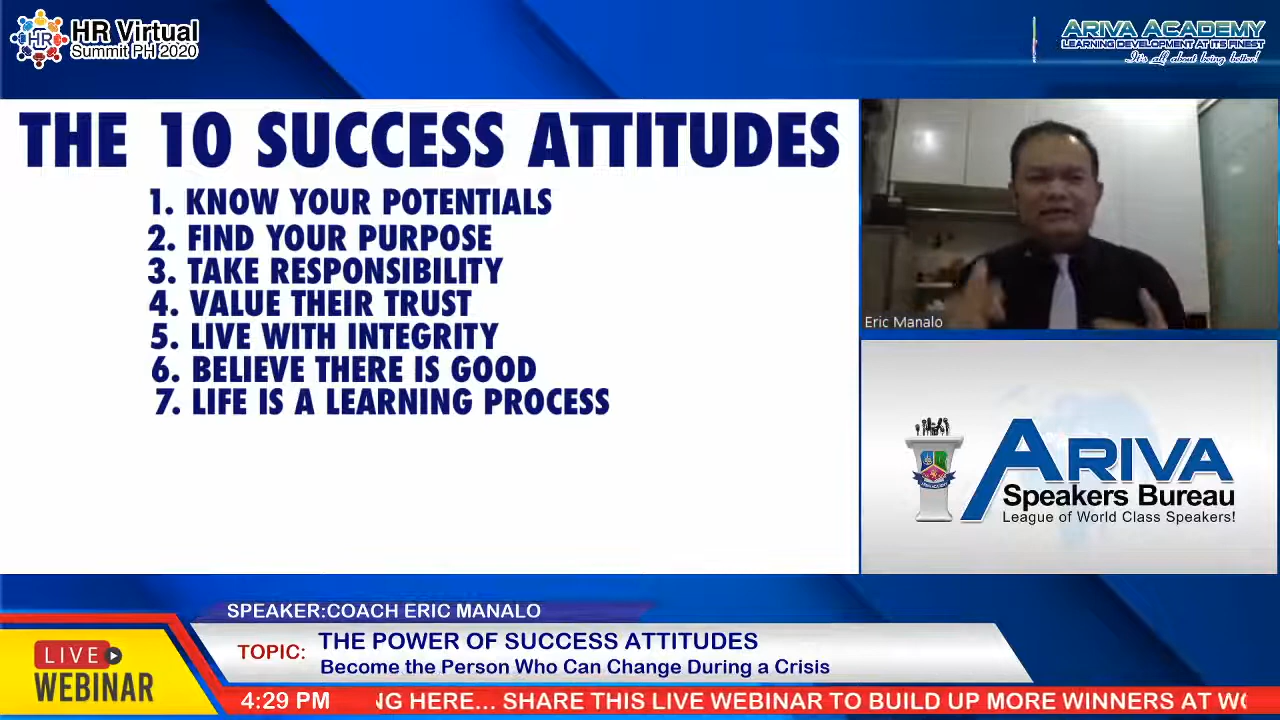 HR Virtual
Summit PH 2020
ARIVA ACADEMY
LEARNING DEVELOPMENT AT ITS FINEST
It's all about being better!
THE 10 SUCCESS ATTITUDES
1. KNOW YOUR POTENTIALS
2. FIND YOUR PURPOSE
3. TAKE RESPONSIBILITY
4. VALUE THEIR TRUST
5. LIVE WITH INTEGRITY
6. BELIEVE THERE IS GOOD
7. LIFE IS A LEARNING PROCESS
Eric Manalo
ARIVA
Speakers Bureau
League of World Class Speakers!
SPEAKER:COACH ERIC MANALO
TOPIC: THE POWER OF SUCCESS ATTITUDES
Become the Person Who Can Change During a Crisis
LIVE
WEBINAR
4:29 PM NG HERE... SHARE THIS LIVE WEBINAR TO BUILD UP MORE WINNERS AT WO